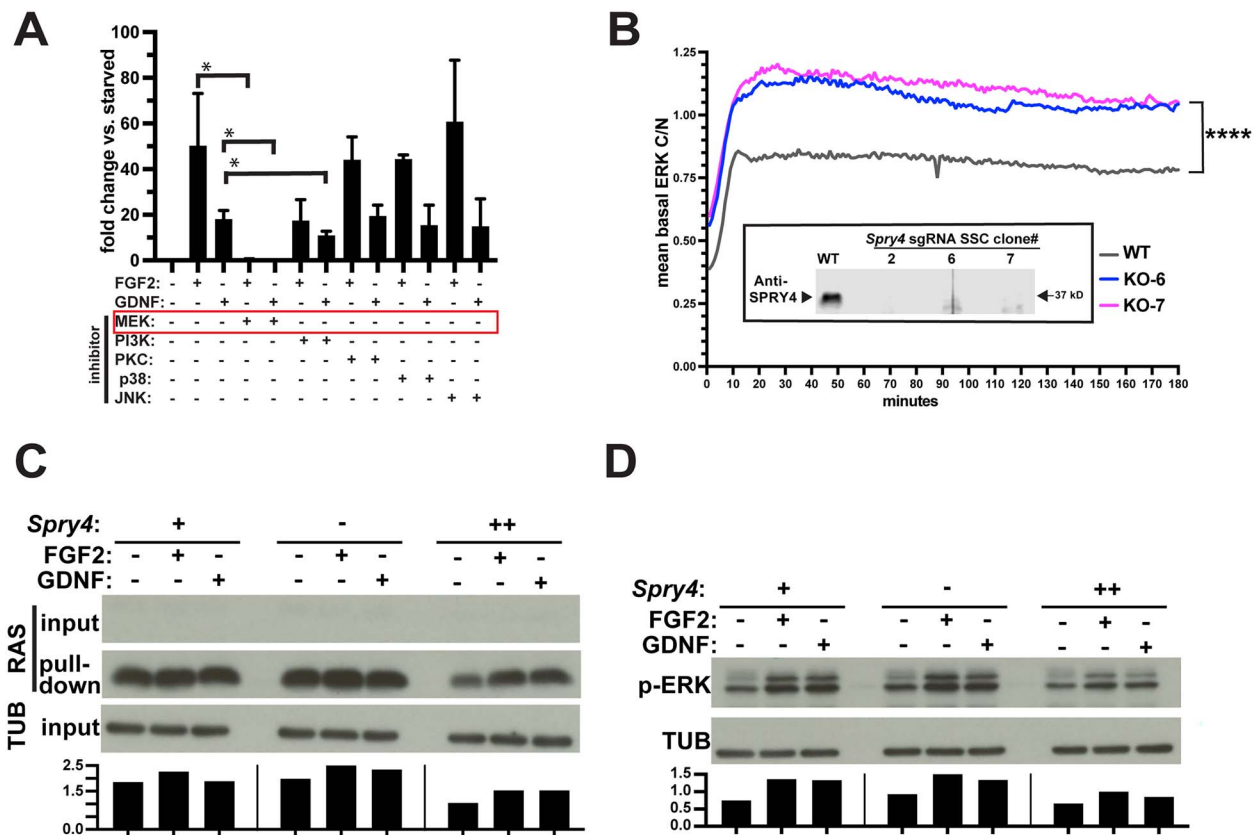 A
fold change vs. starved
100
80
60
40
20
0
*
*
*
FGF2: - + - + - + - + - + - + -
GDNF: - - + - + - + - + - + - +
inhibitor
MEK: - - - + + - - - - - - - -
PI3K: - - - - - + + - - - - - -
PKC: - - - - - - - + + - - - -
p38: - - - - - - - - - + + - -
JNK: - - - - - - - - - - - + +
B
mean basal ERK C/N
1.25
1.00
0.75
0.50
0.25
0.00
0 10 20 30 40 50 60 70 80 90 100 110 120 130 140 150 160 170 180
minutes
****
Spry4 sgRNA SSC clone#
WT 2 6 7
Anti-
SPRY4
37 kD
WT
KO-6
KO-7
C
Spry4: + - ++
FGF2: - + - - + - - + -
GDNF: - - + - - + - - +
RAS
input
pull-
down
TUB
input
2.5
1.5
0.0
D
Spry4: + - ++
FGF2: - + - - + - - + -
GDNF: - - + - - + - - +
p-ERK
TUB
1.5
1.0
0.5
0.0